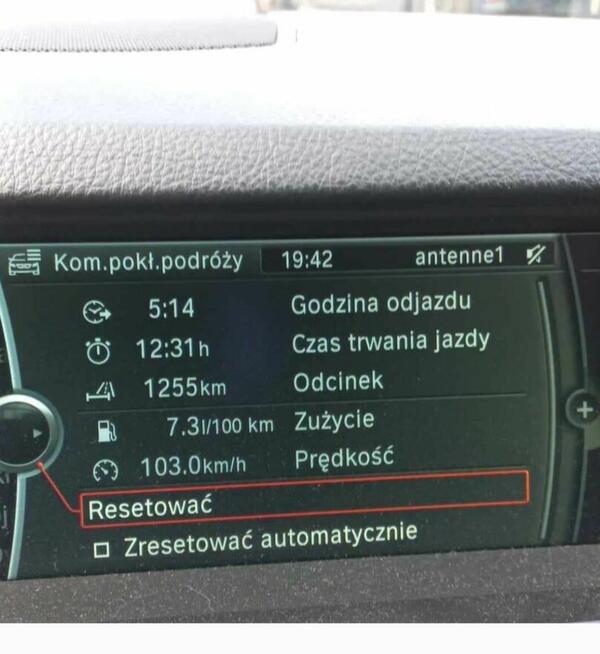 Kom.pokł.podróży 19:42 antenne1
5:14 Godzina odjazdu
12:31h Czas trwania jazdy
1255km Odcinek
7.3l/100 km Zużycie
103.0km/h Prędkość
Resetować
Zresetować automatycznie